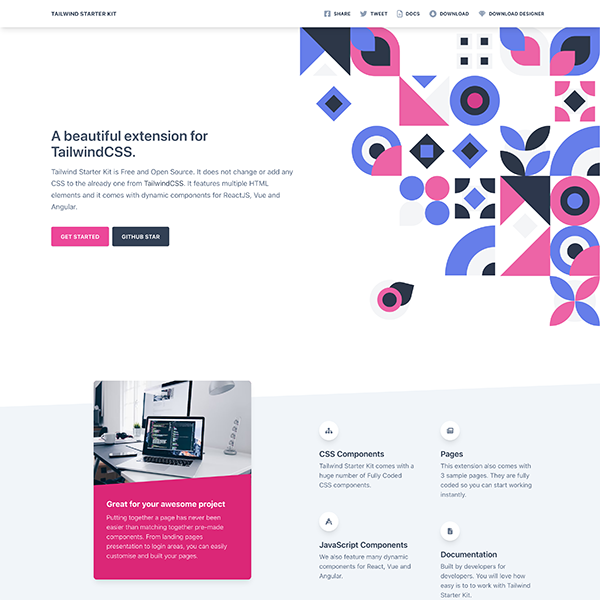 TAILWIND STARTER KIT
SHARE
TWEET
DOCS
DOWNLOAD
DOWNLOAD DESIGNER
A beautiful extension for
TailwindCSS.
Tailwind Starter Kit is Free and Open Source. It does not change or add any
CSS to the already one from TailwindCSS. It features multiple HTML
elements and it comes with dynamic components for ReactJS, Vue and
Angular.
GET STARTED
GITHUB STAR
Great for your awesome project
Putting together a page has never been
easier than matching together pre-made
components. From landing pages
presentation to login areas, you can easily
customise and built your pages.
CSS Components
Tailwind Starter Kit comes with a
huge number of Fully Coded
CSS components.
Pages
This extension also comes with
3 sample pages. They are fully
coded so you can start working
instantly.
JavaScript Components
We also feature many dynamic
components for React, Vue and
Angular.
Documentation
Built by developers for
developers. You will love how
easy is to to work with Tailwind
Starter Kit.